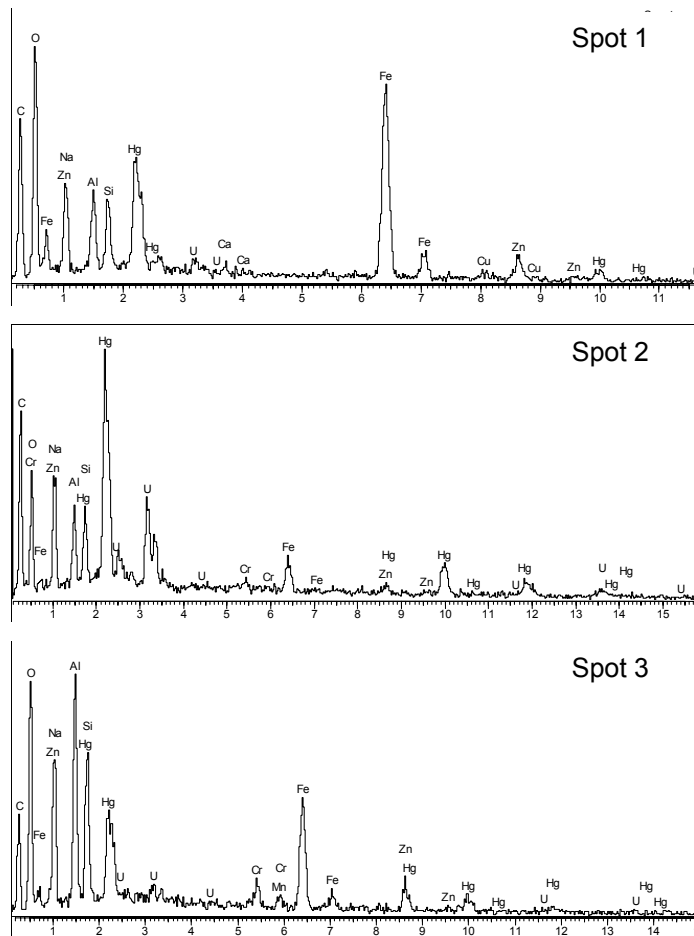 Spot 1
O
C
Fe
Na
Zn
Al
Si
Hg
Hg
U
U
Ca
Ca
Fe
Fe
Cu
Zn
Cu
Zn
Hg
Hg
1 2 3 4 5 6 7 8 9 10 11
Spot 2
Hg
C
O
Cr
Fe
Na
Zn
Al
Si
Hg
U
U
U
Cr
Cr
Fe
Fe
Hg
Zn
Zn
Hg
Hg
U
Hg
U
Hg
Hg
U
1 2 3 4 5 6 7 8 9 10 11 12 13 14 15
Spot 3
O
C
Fe
Na
Zn
Al
Si
Hg
Hg
U
U
U
Cr
Cr
Mn
Fe
Fe
Zn
Hg
Zn
Hg
Hg
U
Hg
U
Hg
Hg
1 2 3 4 5 6 7 8 9 10 11 12 13 14